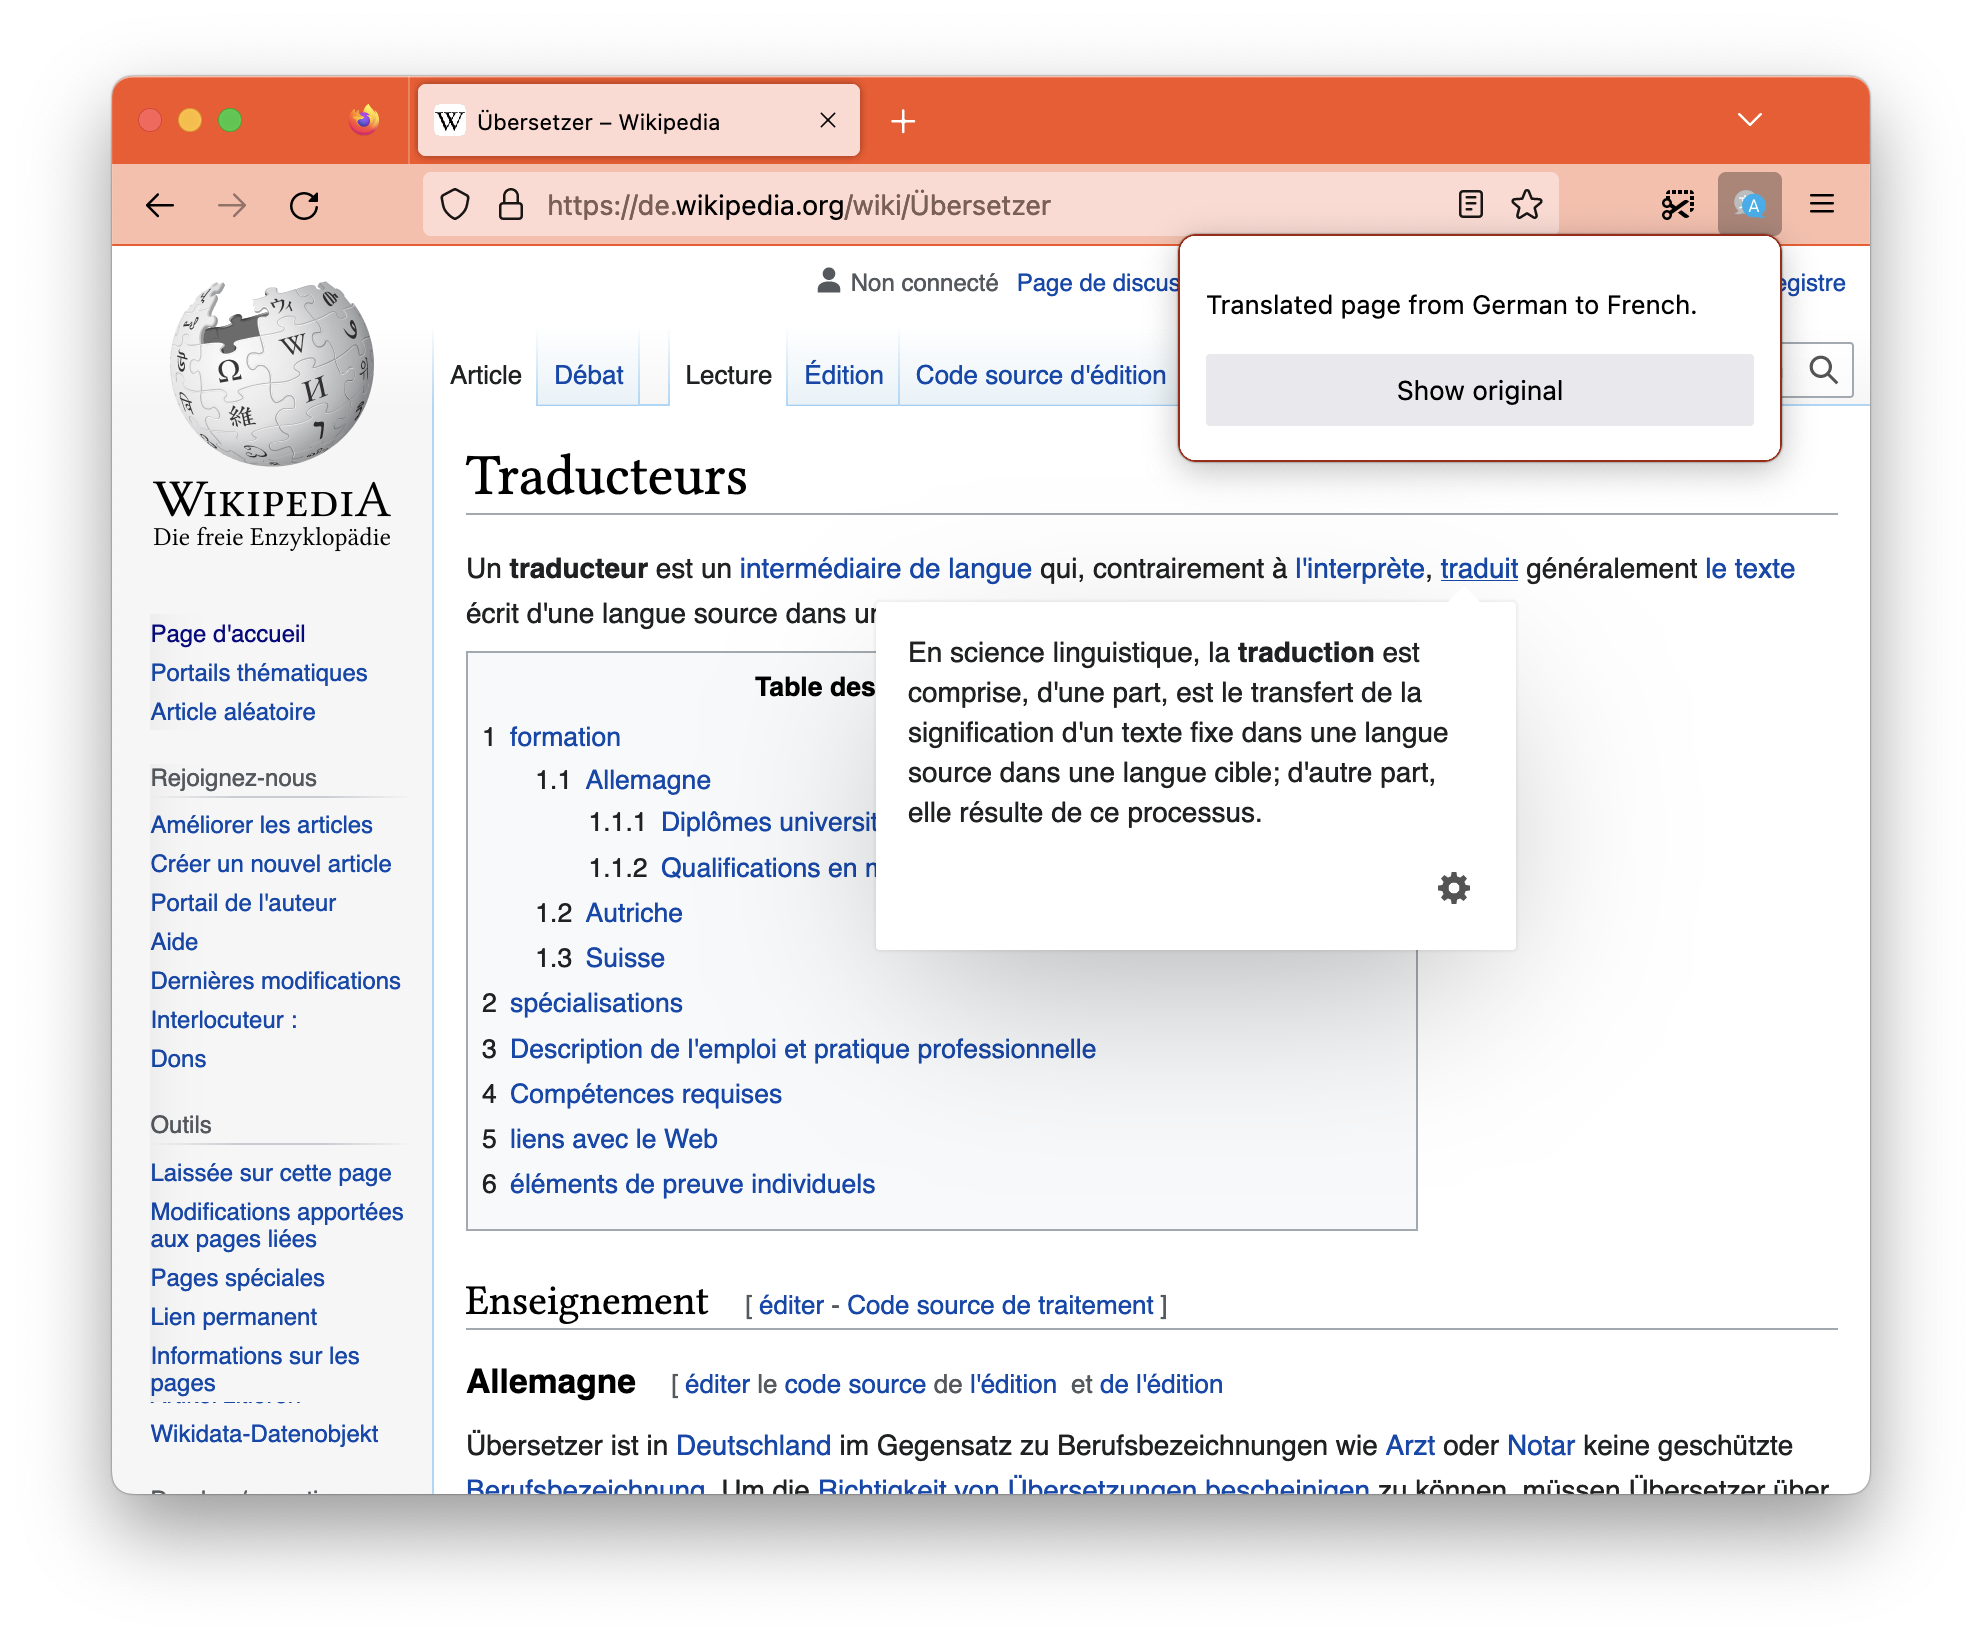 Übersetzer – Wikipedia
https://de.wikipedia.org/wiki/Übersetzer
Translated page from German to French.
Show original
Non connecté Page de discus
egistre
Article Débat Lecture Édition Code source d'édition
WIKIPEDIA
Die freie Enzyklopädie
Page d'accueil
Portails thématiques
Article aléatoire
Rejoignez-nous
Améliorer les articles
Créer un nouvel article
Portail de l'auteur
Aide
Dernières modifications
Interlocuteur :
Dons
Outils
Laissée sur cette page
Modifications apportées
aux pages liées
Pages spéciales
Lien permanent
Informations sur les
pages
Wikidata-Datenobjekt
Traducteurs
Un traducteur est un intermédiaire de langue qui, contrairement à l'interprète, traduit généralement le texte
écrit d'une langue source dans
En science linguistique, la traduction est
comprise, d'une part, est le transfert de la
signification d'un texte fixe dans une langue
source dans une langue cible; d'autre part,
elle résulte de ce processus.
Table des
1 formation
1.1 Allemagne
1.1.1 Diplômes universit
1.1.2 Qualifications en
1.2 Autriche
1.3 Suisse
2 spécialisations
3 Description de l'emploi et pratique professionnelle
4 Compétences requises
5 liens avec le Web
6 éléments de preuve individuels
Enseignement [ éditer - Code source de traitement ]
Allemagne [ éditer le code source de l'édition et de l'édition
Übersetzer ist in Deutschland im Gegensatz zu Berufsbezeichnungen wie Arzt oder Notar keine geschützte
Berufsbezeichnung. Um die Richtigkeit von Übersetzungen bescheinigen zu können, müssen Übersetzer über